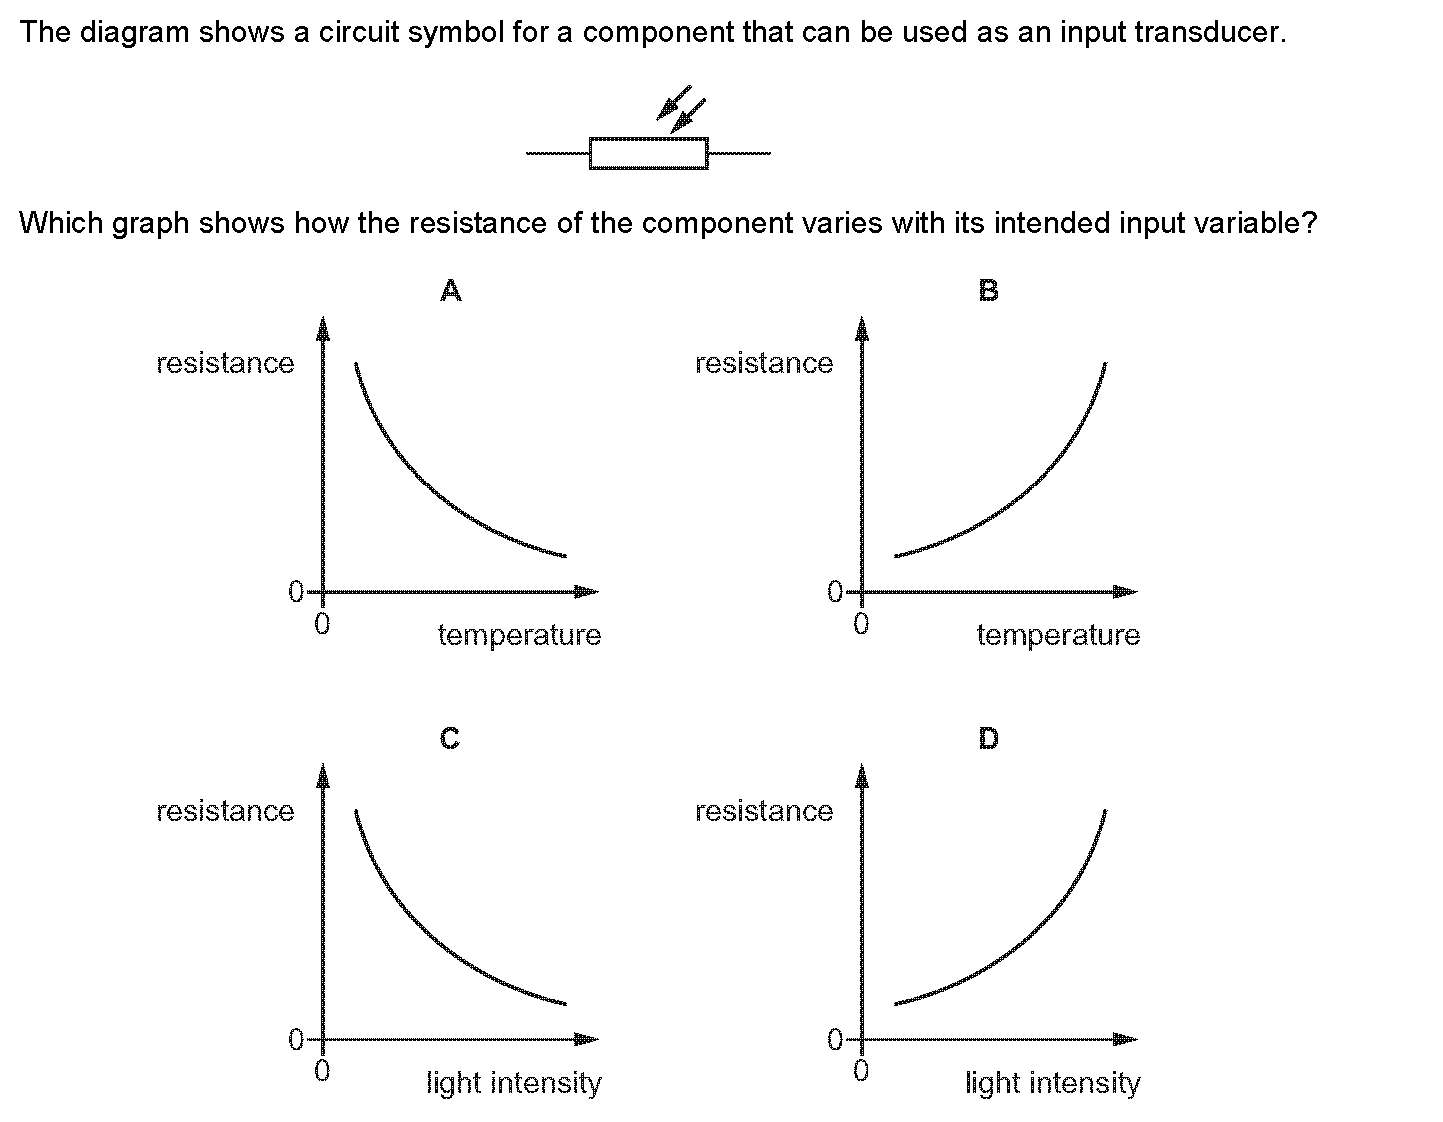 The diagram shows a circuit symbol for a component that can be used as an input transducer.
Which graph shows how the resistance of the component varies with its intended input variable?
A
resistance
0
0
temperature
B
resistance
0
0
temperature
C
resistance
0
0
light intensity
D
resistance
0
0
light intensity